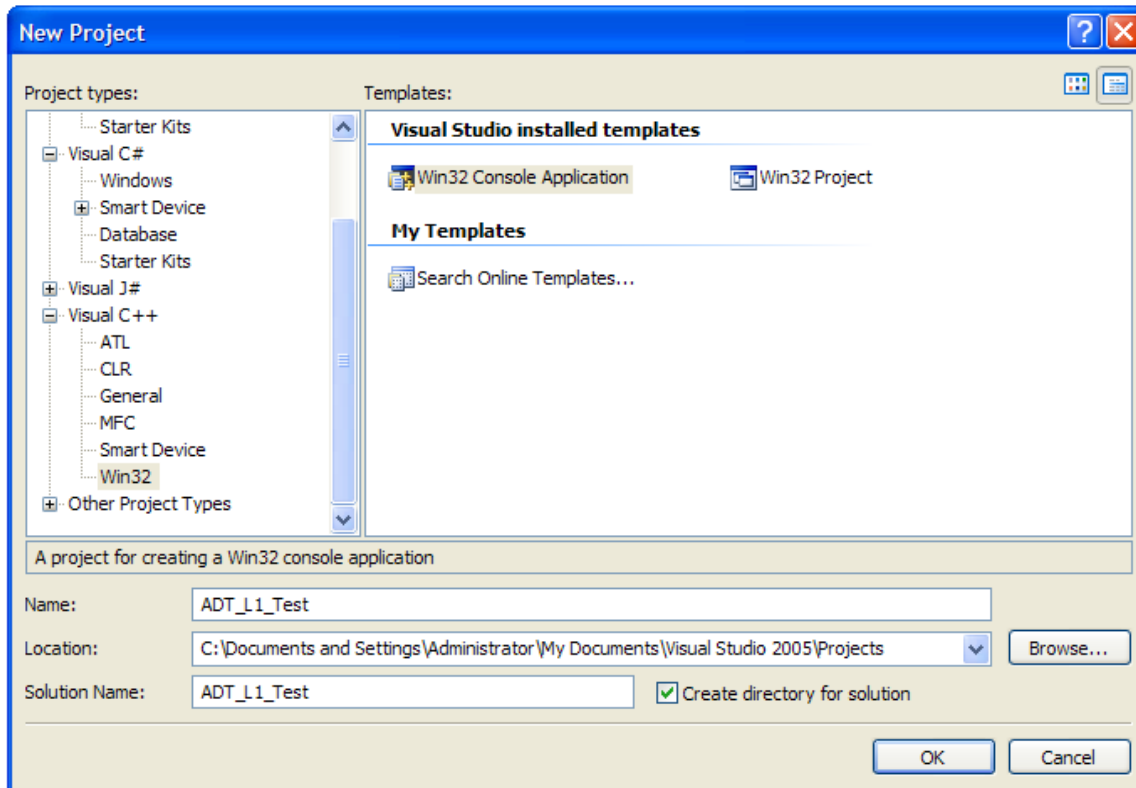 New Project
Project types:
Templates:
Starter Kits
Visual C#
Windows
Smart Device
Database
Starter Kits
Visual J#
Visual C++
ATL
CLR
General
MFC
Smart Device
Win32
Other Project Types
Visual Studio installed templates
Win32 Console Application
Win32 Project
My Templates
Search Online Templates...
A project for creating a Win32 console application
Name:
ADT_L1_Test
Location:
C:\Documents and Settings\Administrator\My Documents\Visual Studio 2005\Projects
Browse...
Solution Name:
ADT_L1_Test
Create directory for solution
OK
Cancel